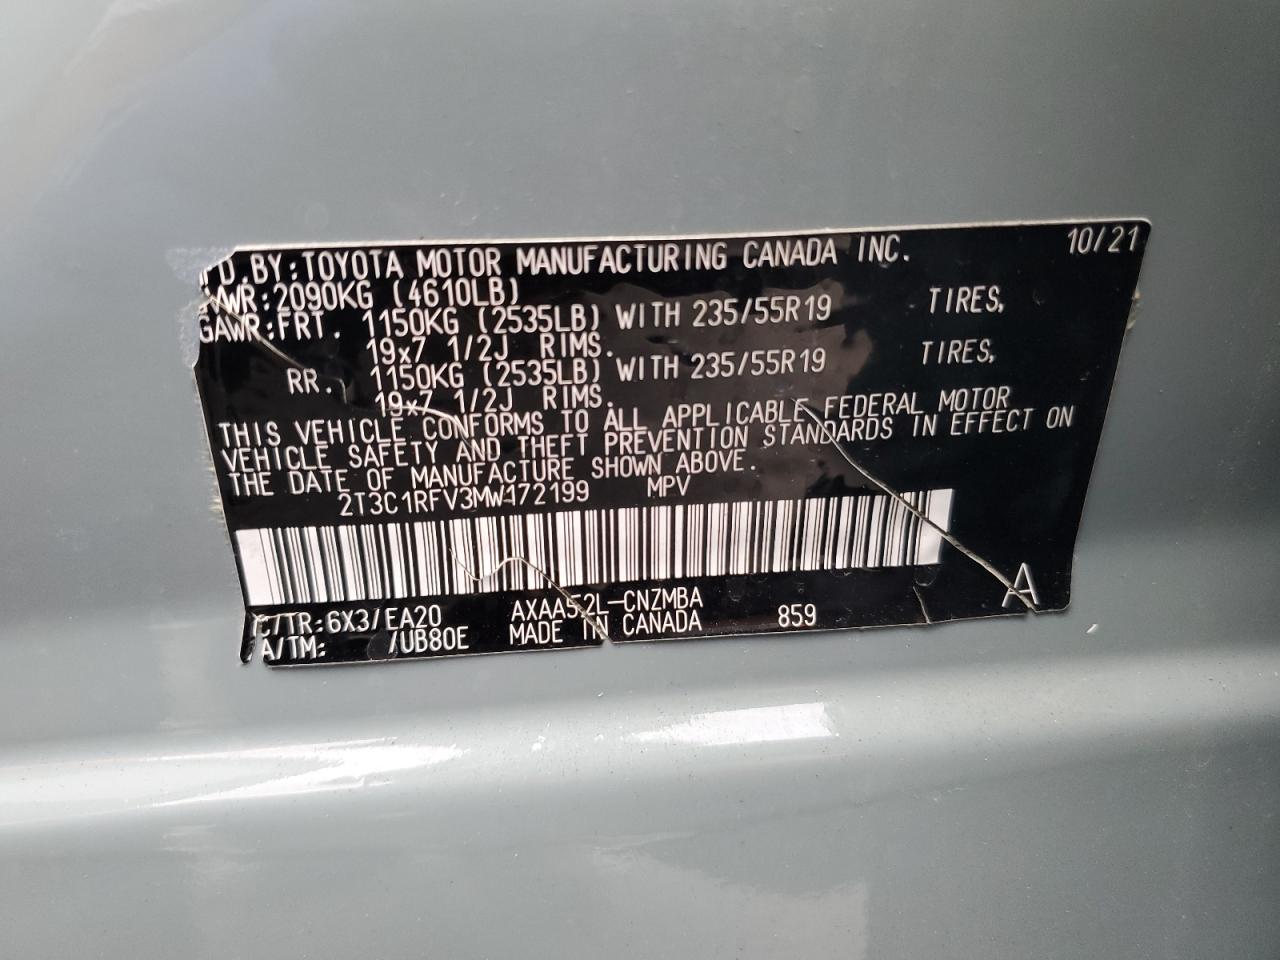 MFD.BY:TOYOTA MOTOR MANUFACTURING CANADA INC. 10/21
GVWR:2090KG (4610LB)
GAWR:FRT. 1150KG (2535LB) WITH 235/55R19 TIRES,
19x7 1/2J RIMS.
RR. 1150KG (2535LB) WITH 235/55R19 TIRES,
19x7 1/2J RIMS.
THIS VEHICLE CONFORMS TO ALL APPLICABLE FEDERAL MOTOR
VEHICLE SAFETY AND THEFT PREVENTION STANDARDS IN EFFECT ON
THE DATE OF MANUFACTURE SHOWN ABOVE.
2T3C1RFV3MW172199 MPV
A
C/TR:6X3/EA20 AXAA52L-CNZMBA
A/TM: /UB80E MADE IN CANADA 859